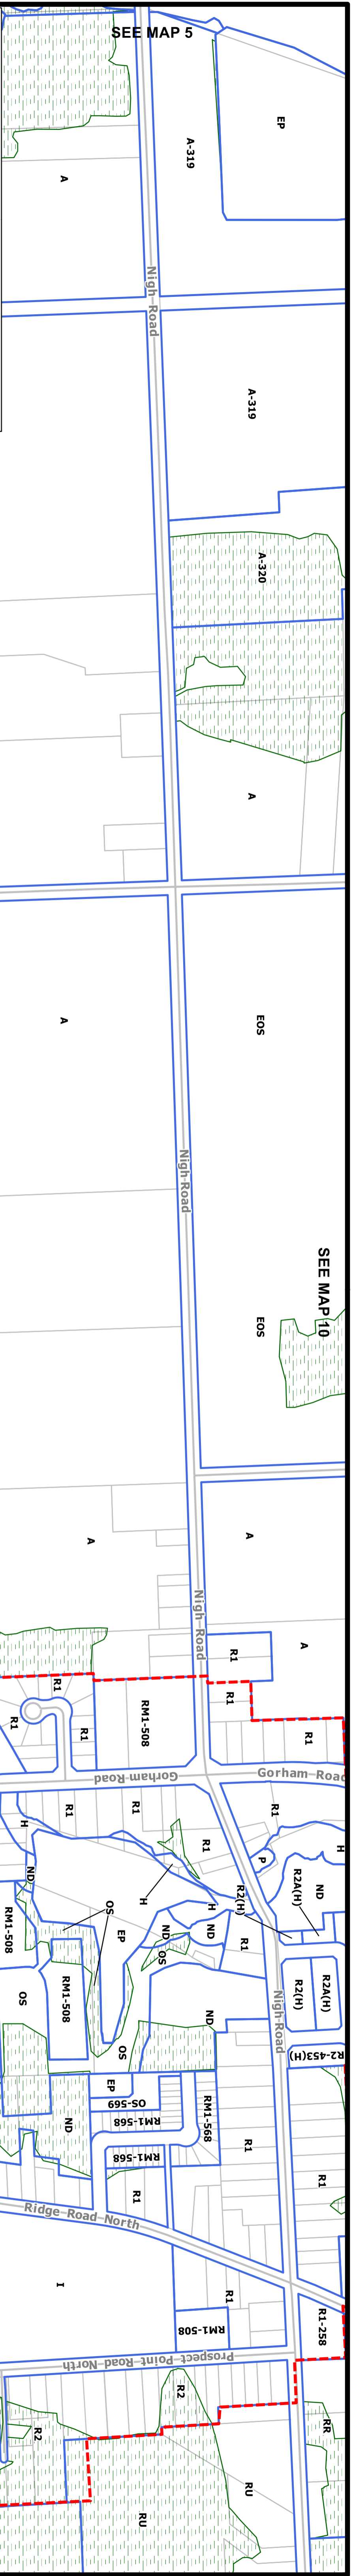 SEE MAP 5
EP
A-319
A
Nigh Road
A-319
A-320
A
A
EOS
Nigh Road
SEE MAP 10
EOS
A
A
Nigh Road
R1
A
R1
R1
RM1-508
R1
R1
R1
Gorham Road
Gorham Road
R1
R1
R1
R1
H
H
P
ND
R2A(H)
R2(H)
H
H
R1
ND
OS
EP
ND
ND
OS
RM1-508
R2(H)
R2A(H)
Nigh Road
R2-453(H)
OS
RM1-508
OS
ND
EP
OS-569
RM1-568
RM1-568
RM1-568
R1
ND
R1
R1
Ridge Road North
I
R1
R1-258
RM1-508
Prospect Point Road North
R2
R2
RR
RU
RU